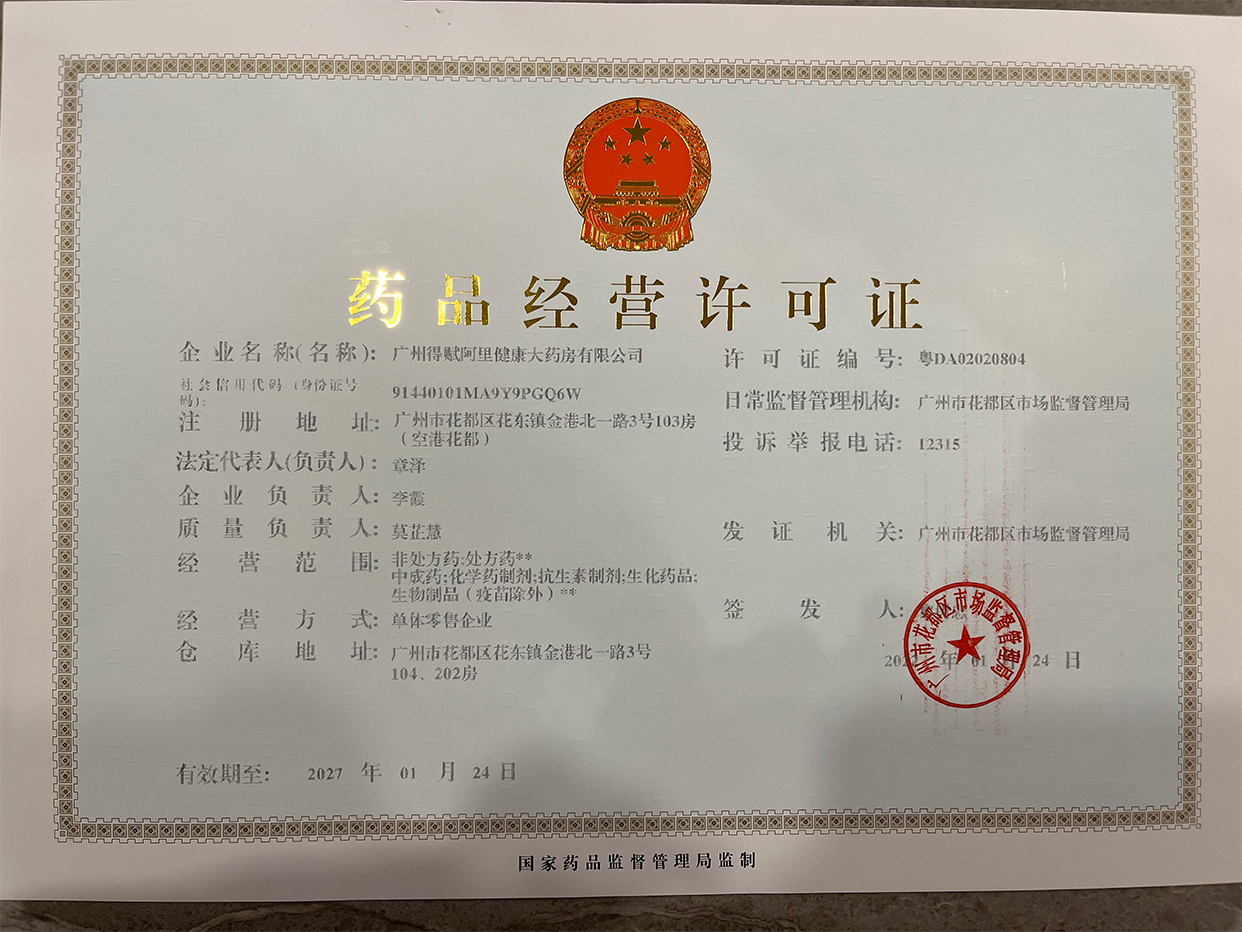 药品经营许可证
企业名称(名称)： 广州得赋阿里健康大药房有限公司
许可证编号： 粤DA02020804
社会信用代码（身份证号
码)： 91440101MA9Y9PGQ6W
日常监督管理机构： 广州市花都区市场监督管理局
注册地址： 广州市花都区花东镇金港北一路3号103房
（空港花都）
投诉举报电话： 12315
法定代表人(负责人)： 章泽
企业负责人： 李霞
质量负责人： 莫芷慧
发证机关： 广州市花都区市场监督管理局
经营范围： 非处方药;处方药**
中成药;化学药制剂;抗生素制剂;生化药品;
生物制品（疫苗除外）**
签发人：
经营方式： 单体零售企业
仓库地址： 广州市花都区花东镇金港北一路3号
104、202房
年 01 24 日
广州市花都区市场监督管理局
有效期至： 2027 年 01 月 24 日
国家药品监督管理局监制